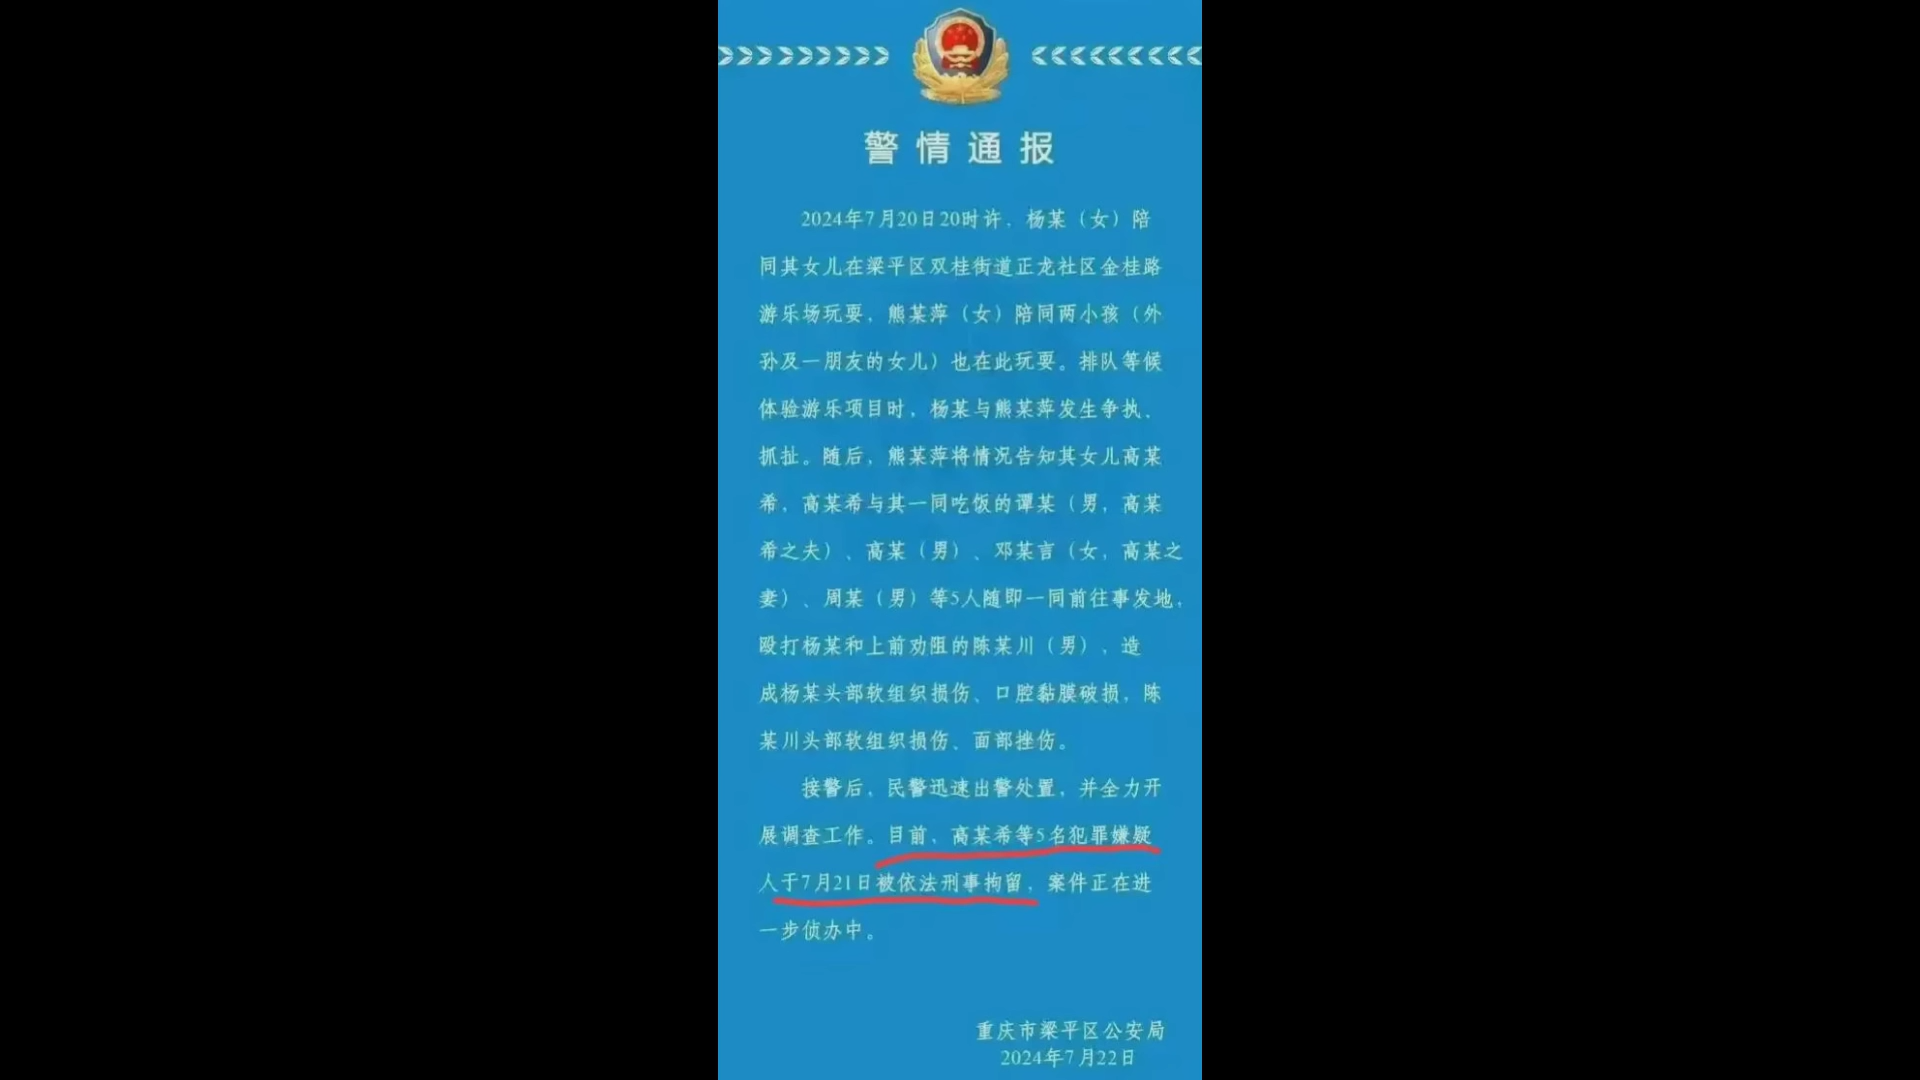 警情通报
2024年7月20日20时许，杨某（女）陪
同其女儿在梁平区双桂街道正龙社区金桂路
游乐场玩耍，熊某萍（女）陪同两小孩（外
孙及一朋友的女儿）也在此玩耍。排队等候
体验游乐项目时，杨某与熊某萍发生争执、
抓扯。随后，熊某萍将情况告知其女儿高某
希，高某希与其一同吃饭的谭某（男，高某
希之夫）、高某（男）、邓某言（女，高某之
妻）、周某（男）等5人随即一同前往事发地，
殴打杨某和上前劝阻的陈某川（男），造
成杨某头部软组织损伤、口腔黏膜破损，陈
某川头部软组织损伤、面部挫伤。
接警后，民警迅速出警处置，并全力开
展调查工作。目前，高某希等5名犯罪嫌疑
人于7月21日被依法刑事拘留，案件正在进
一步侦办中。
重庆市梁平区公安局
2024年7月22日